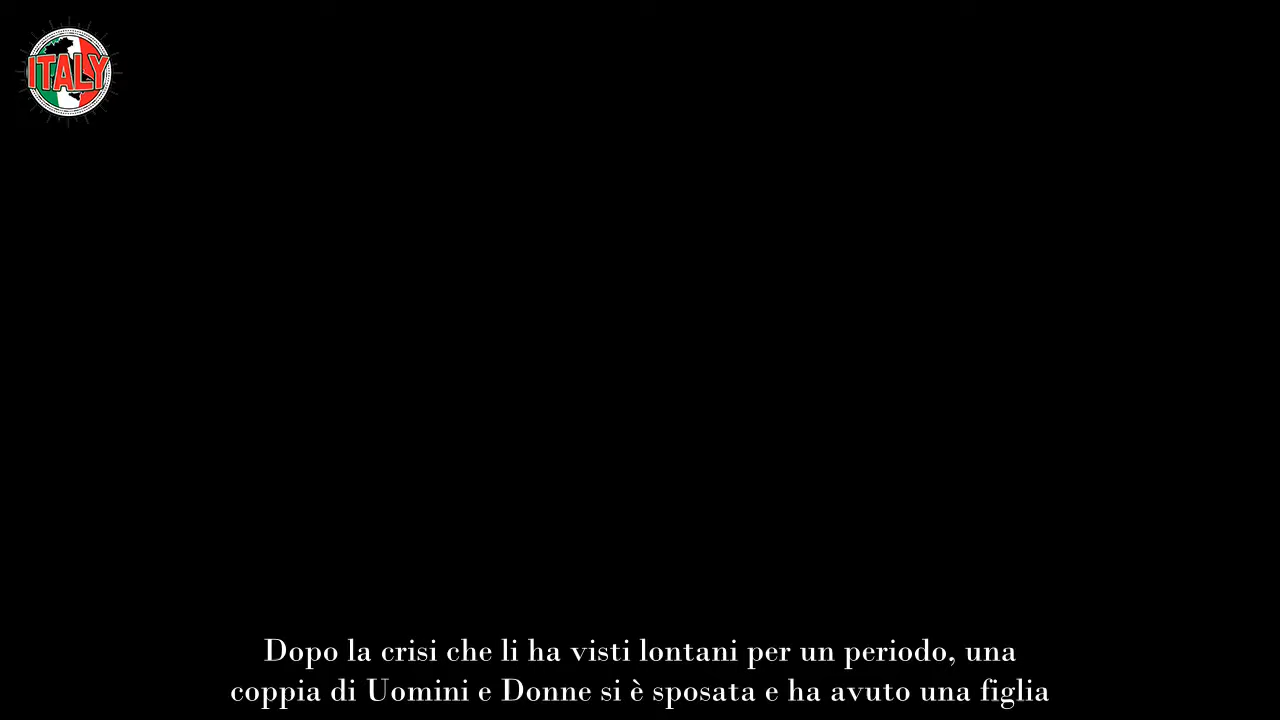 ITALY
Dopo la crisi che li ha visti lontani per un periodo, una
coppia di Uomini e Donne si è sposata e ha avuto una figlia